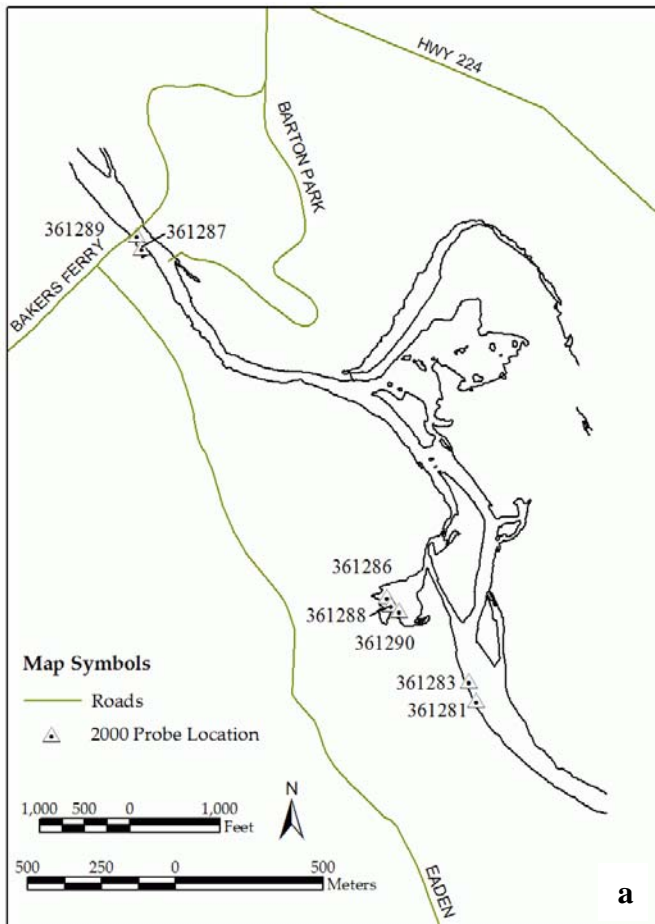 HWY 224
BARTON PARK
361289
361287
BAKERS FERRY
361286
361288
361290
361283
361281
Map Symbols
Roads
2000 Probe Location
N
1,000 500 0 1,000
Feet
500 250 0 500
Meters
EADEN
a